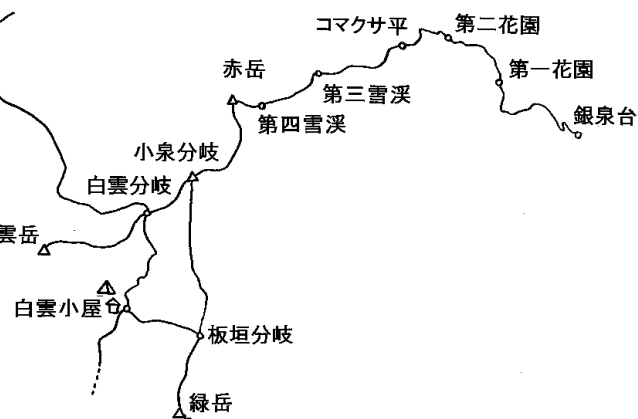 コマクサ平
第二花園
赤岳
第三雪渓
第一花園
第四雪渓
銀泉台
小泉分岐
白雲分岐
雲岳
白雲小屋
板垣分岐
緑岳